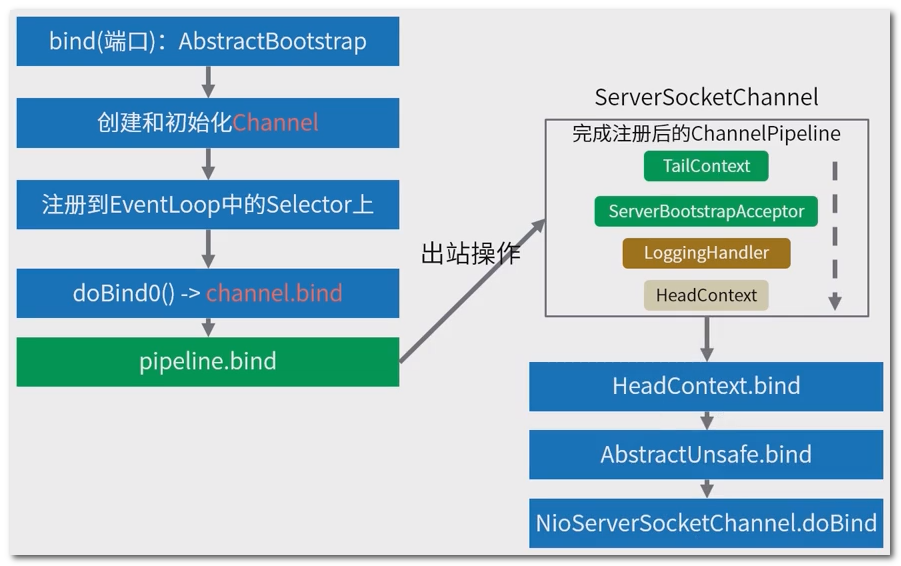 bind(端口)：AbstractBootstrap
创建和初始化Channel
注册到EventLoop中的Selector上
doBind0() -> channel.bind
pipeline.bind
出站操作
ServerSocketChannel
完成注册后的ChannelPipeline
TailContext
ServerBootstrapAcceptor
LoggingHandler
HeadContext
HeadContext.bind
AbstractUnsafe.bind
NioServerSocketChannel.doBind